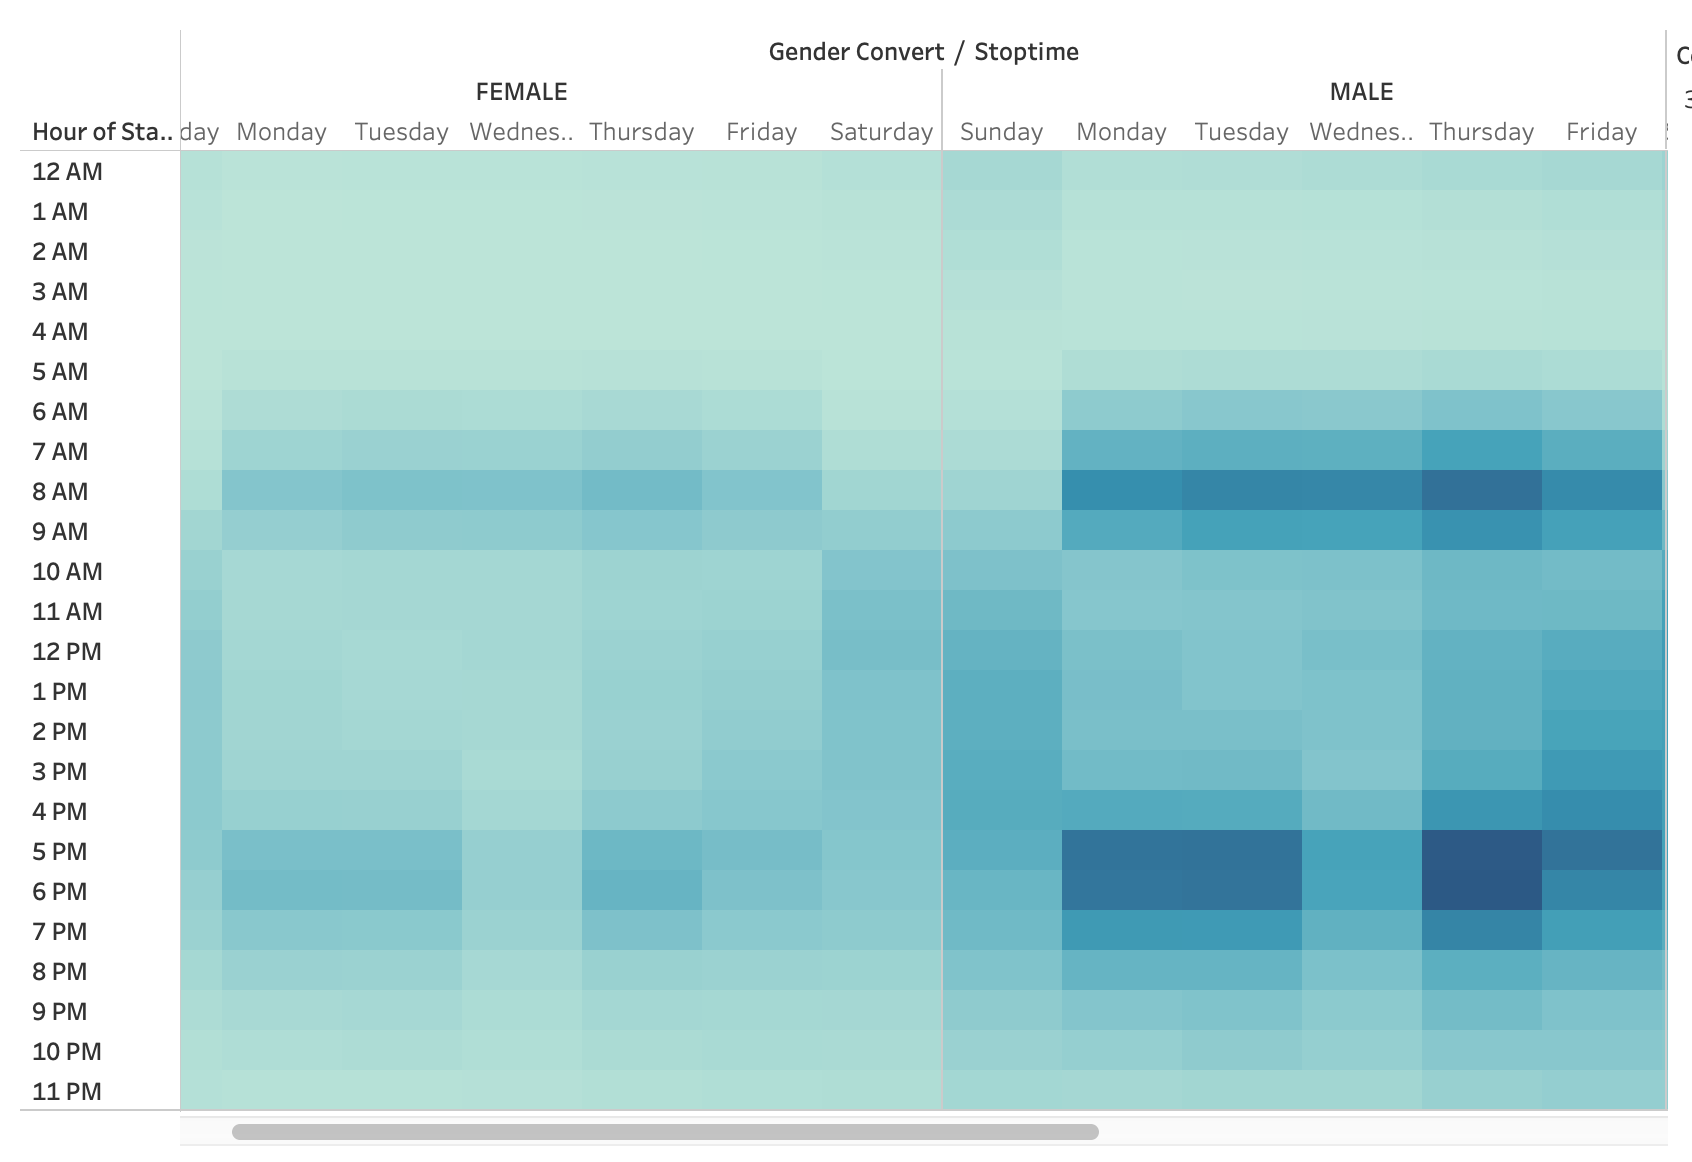 Gender Convert / Stoptime
FEMALE MALE
Hour of Sta.. day Monday Tuesday Wednes.. Thursday Friday Saturday Sunday Monday Tuesday Wednes.. Thursday Friday
12 AM
1 AM
2 AM
3 AM
4 AM
5 AM
6 AM
7 AM
8 AM
9 AM
10 AM
11 AM
12 PM
1 PM
2 PM
3 PM
4 PM
5 PM
6 PM
7 PM
8 PM
9 PM
10 PM
11 PM